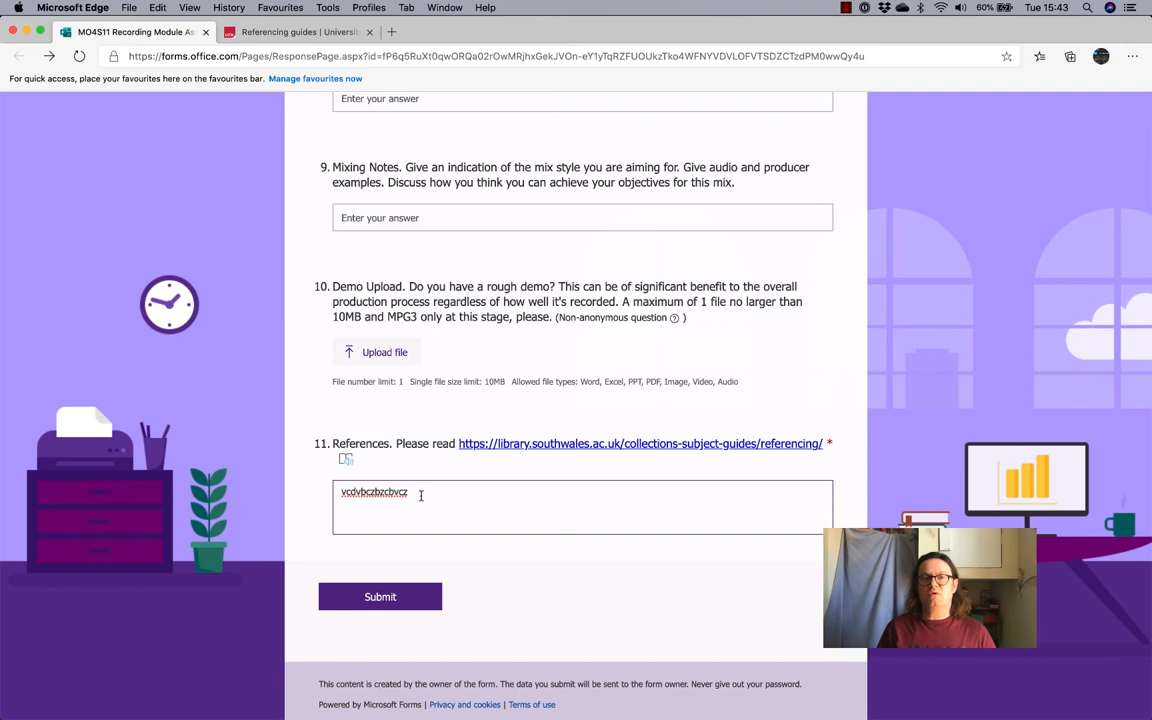 Microsoft Edge File Edit View History Favourites Tools Profiles Tab Window Help 60% Tue 15:43
MO4S11 Recording Module As Referencing guides | Universit
https://forms.office.com/Pages/ResponsePage.aspx?id=fP6q5RuXt0qwORQa02rOwMRjhxGekJVOn-eY1yTqRZFUOUkzTko4WFNYVDVLOFVTSDZCTzdPM0wwQy4u
For quick access, place your favourites here on the favourites bar. Manage favourites now
Enter your answer
9. Mixing Notes. Give an indication of the mix style you are aiming for. Give audio and producer
examples. Discuss how you think you can achieve your objectives for this mix.
Enter your answer
10. Demo Upload. Do you have a rough demo? This can be of significant benefit to the overall
production process regardless of how well it's recorded. A maximum of 1 file no larger than
10MB and MPG3 only at this stage, please. (Non-anonymous question ? )
Upload file
File number limit: 1 Single file size limit: 10MB Allowed file types: Word, Excel, PPT, PDF, Image, Video, Audio
11. References. Please read https://library.southwales.ac.uk/collections-subject-guides/referencing/ *
vcdvbczbzcbvcz
Submit
This content is created by the owner of the form. The data you submit will be sent to the form owner. Never give out your password.
Powered by Microsoft Forms | Privacy and cookies | Terms of use